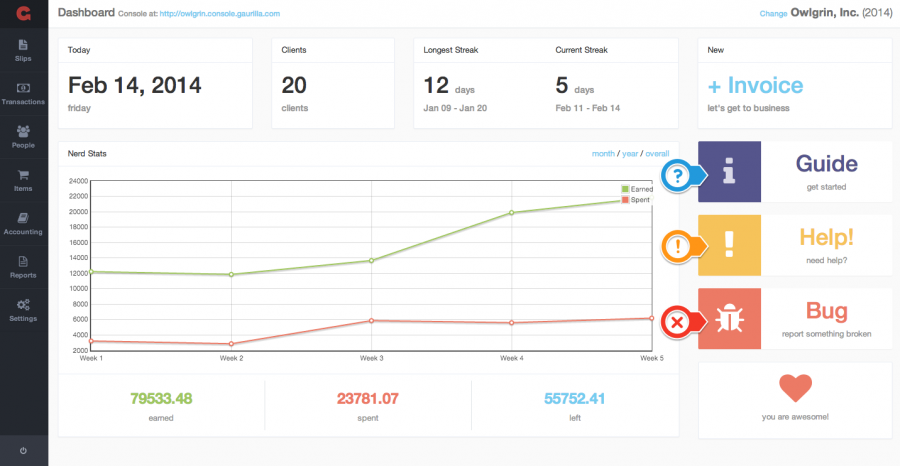 Dashboard Console at: http://owlgrin.console.gaurilla.com
Change Owlgrin, Inc. (2014)
Slips
Transactions
People
Items
Accounting
Reports
Settings
Today
Feb 14, 2014
friday
Clients
20
clients
Longest Streak
12 days
Jan 09 - Jan 20
Current Streak
5 days
Feb 11 - Feb 14
New
+ Invoice
let's get to business
Nerd Stats
month / year / overall
24000
22000
20000
18000
16000
14000
12000
10000
8000
6000
4000
2000
Earned
Spent
Week 1
Week 2
Week 3
Week 4
Week 5
79533.48
earned
23781.07
spent
55752.41
left
?
i
Guide
get started
!
!
Help!
need help?
Bug
report something broken
you are awesome!